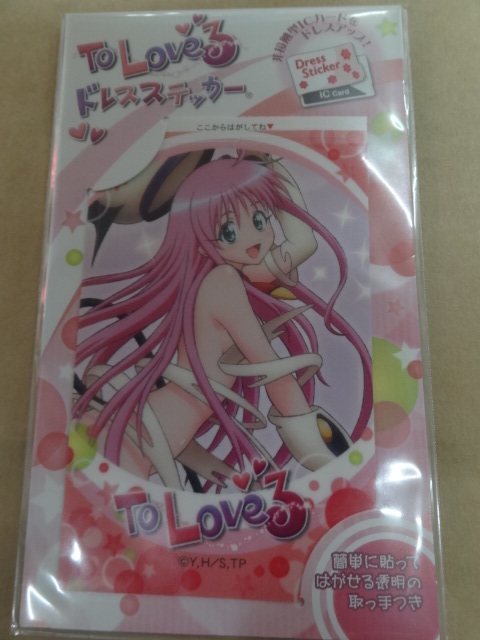 To LOVEる
ドレスステッカー®
非接触型ICカードを
ドレスアップ!
Dress
Sticker
IC Card
ここからはがしてね♥
To LOVEる
©Y,H/S,TP
簡単に貼って
はがせる透明の
取っ手つき